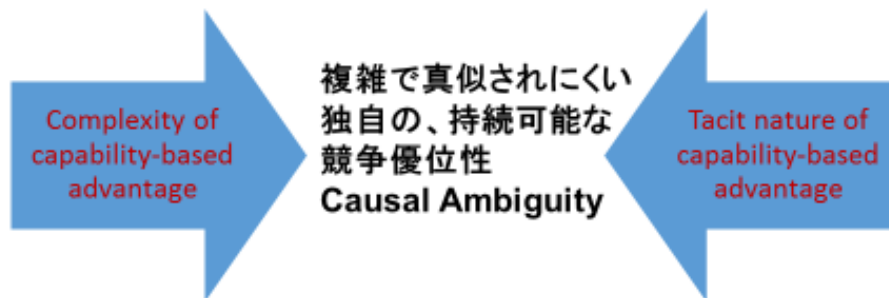 Complexity of
capability-based
advantage
複雑で真似されにくい
独自の、持続可能な
競争優位性
Causal Ambiguity
Tacit nature of
capability-based
advantage